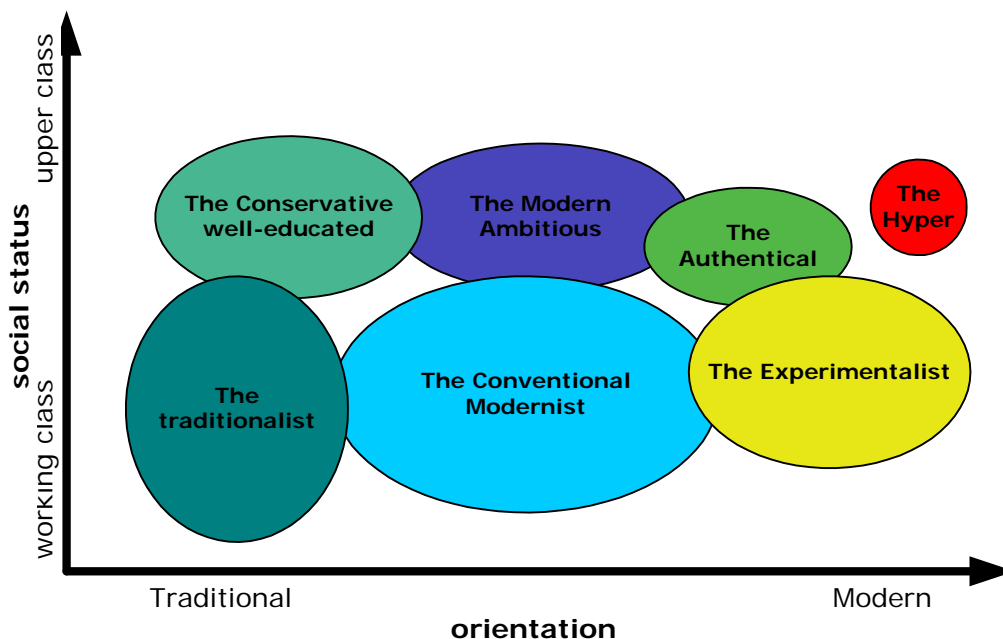 upper class
social status
working class
The Conservative
well-educated
The Modern
Ambitious
The
Authentical
The
Hyper
The
traditionalist
The Conventional
Modernist
The Experimentalist
Traditional
Modern
orientation